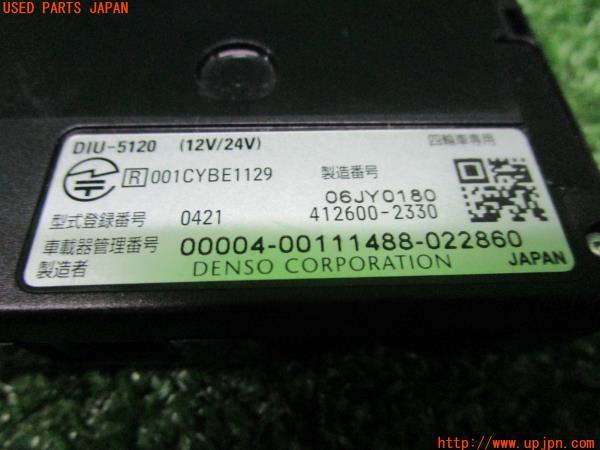 USED PARTS JAPAN
DIU-5120 (12V/24V) 四輪車専用
R 001CYBE1129 製造番号
06JY0180
型式登録番号 0421 412600-2330
車載器管理番号 00004-00111488-022860
製造者 DENSO CORPORATION JAPAN
http://www.upjpn.com/